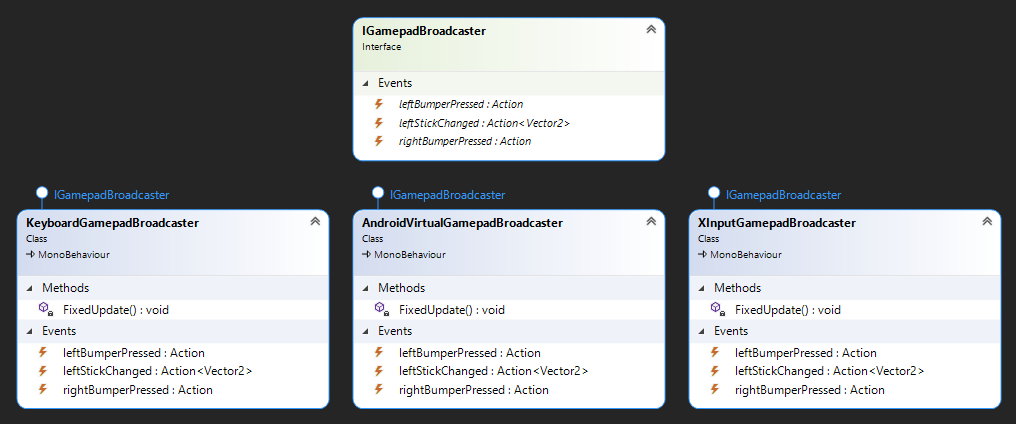 IGamepadBroadcaster
Interface
Events
leftBumperPressed : Action
leftStickChanged : Action<Vector2>
rightBumperPressed : Action
IGamepadBroadcaster
KeyboardGamepadBroadcaster
Class
MonoBehaviour
Methods
FixedUpdate() : void
Events
leftBumperPressed : Action
leftStickChanged : Action<Vector2>
rightBumperPressed : Action
IGamepadBroadcaster
AndroidVirtualGamepadBroadcaster
Class
MonoBehaviour
Methods
FixedUpdate() : void
Events
leftBumperPressed : Action
leftStickChanged : Action<Vector2>
rightBumperPressed : Action
IGamepadBroadcaster
XInputGamepadBroadcaster
Class
MonoBehaviour
Methods
FixedUpdate() : void
Events
leftBumperPressed : Action
leftStickChanged : Action<Vector2>
rightBumperPressed : Action